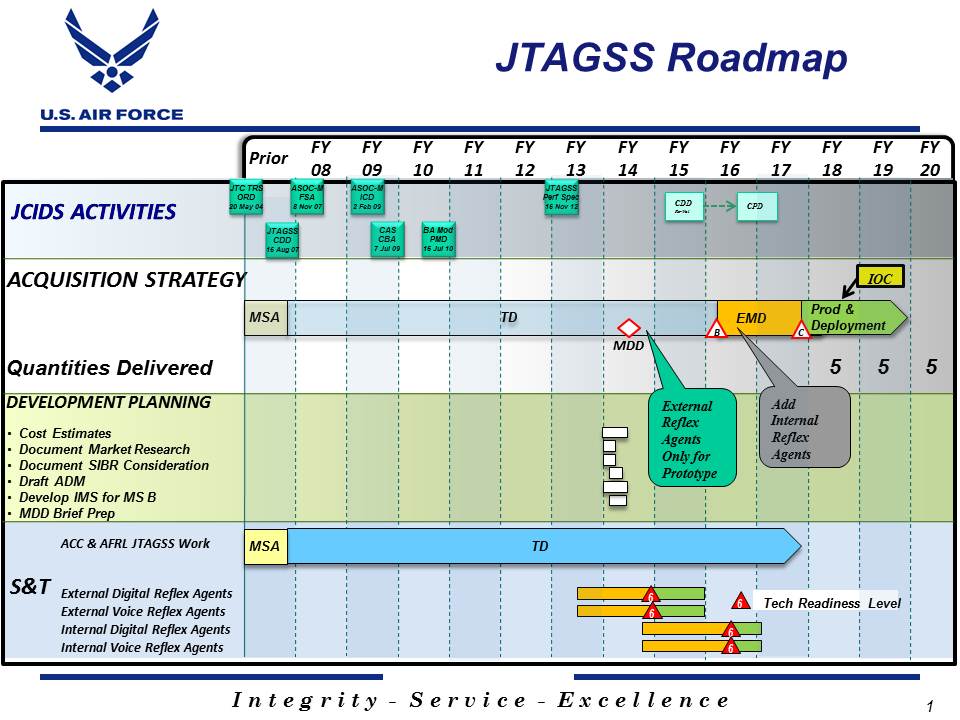 JTAGSS Roadmap
U.S. AIR FORCE
Prior
FY
08
FY
09
FY
10
FY
11
FY
12
FY
13
FY
14
FY
15
FY
16
FY
17
FY
18
FY
19
FY
20
JCIDS ACTIVITIES
JTC TRS
ORD
20 May 04
ASOC-M
FSA
8 Nov 07
ASOC-M
ICD
2 Feb 09
JTAGSS
Perf Spec
16 Nov 12
CDD
CPD
JTAGSS
CDD
16 Aug 07
CAS
CBA
7 Jul 09
BA Mod
PMD
16 Jul 10
ACQUISITION STRATEGY
IOC
MSA
TD
EMD
Prod &
Deployment
B
C
MDD
Quantities Delivered
5
5
5
DEVELOPMENT PLANNING
• Cost Estimates
• Document Market Research
• Document SIBR Consideration
• Draft ADM
• Develop IMS for MS B
• MDD Brief Prep
External
Reflex
Agents
Only for
Prototype
Add
Internal
Reflex
Agents
ACC & AFRL JTAGSS Work
MSA
TD
S&T
External Digital Reflex Agents
6
External Voice Reflex Agents
6
Internal Digital Reflex Agents
6
Internal Voice Reflex Agents
6
6
Tech Readiness Level
Integrity - Service - Excellence
1